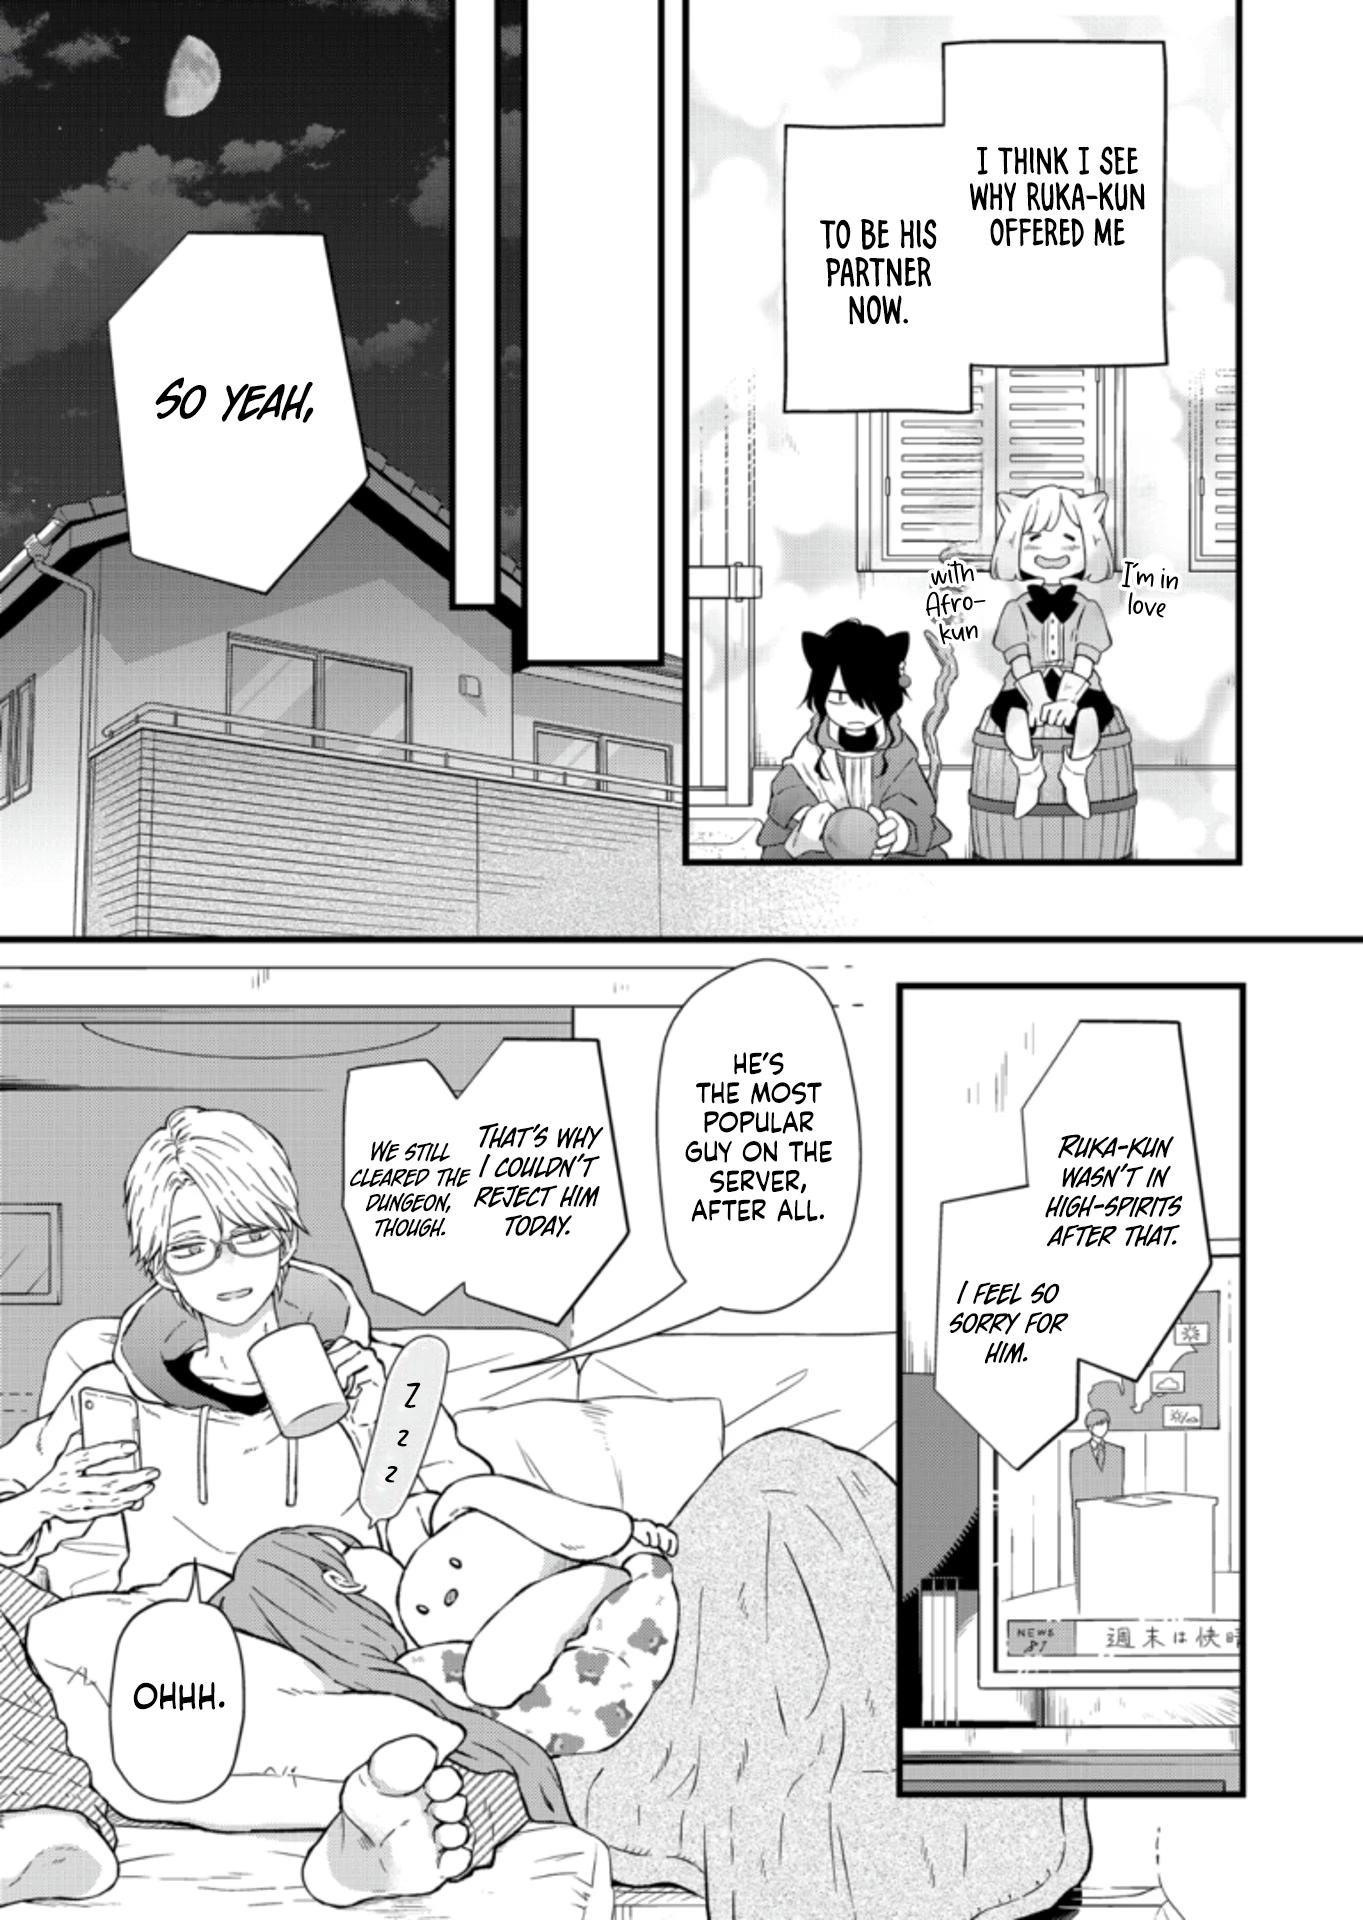 I THINK I SEE
WHY RUKA-KUN
OFFERED ME
TO BE HIS
PARTNER
NOW.
I'm in
love
with
Afro-
kun
SO YEAH,
RUKA-KUN
WASN'T IN
HIGH-SPIRITS
AFTER THAT.
I FEEL SO
SORRY FOR
HIM.
NEWS
81
週末は快晴
HE'S
THE MOST
POPULAR
GUY ON THE
SERVER,
AFTER ALL.
THAT'S WHY
I COULDN'T
REJECT HIM
TODAY.
WE STILL
CLEARED THE
DUNGEON,
THOUGH.
Z
z
z
OHHH.